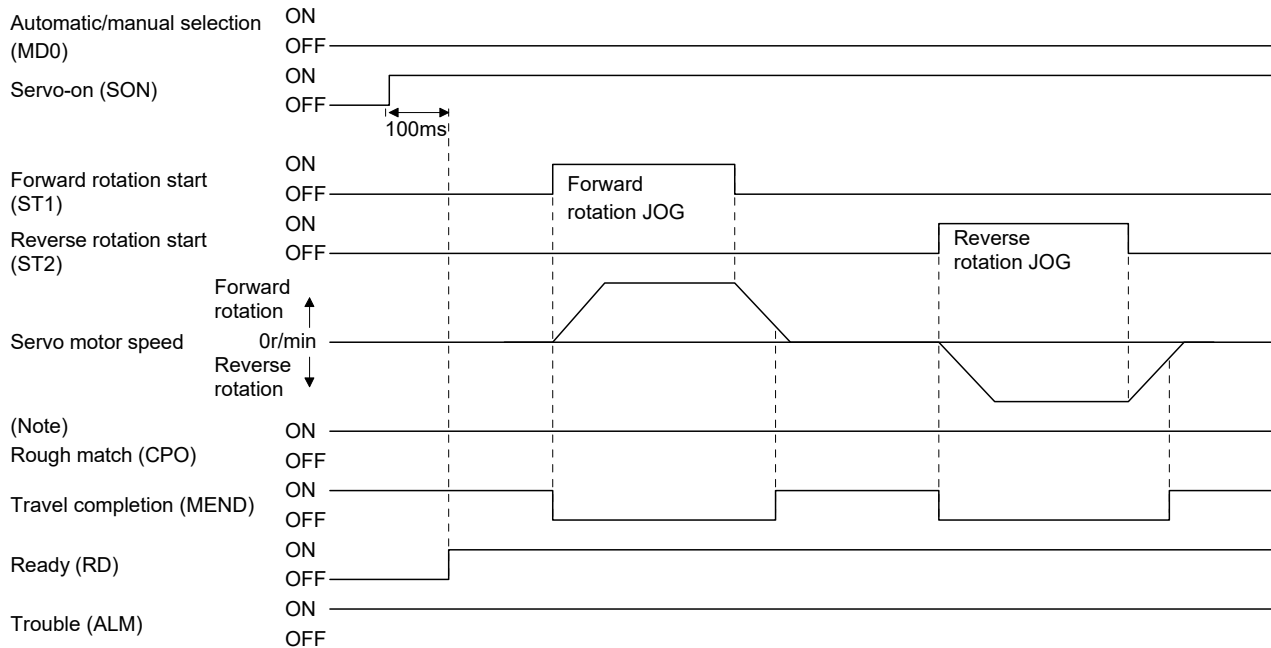 Automatic/manual selection
(MD0)
ON
OFF
Servo-on (SON)
ON
OFF
100ms
Forward rotation start
(ST1)
ON
OFF
Forward
rotation JOG
Reverse rotation start
(ST2)
ON
OFF
Reverse
rotation JOG
Servo motor speed
Forward
rotation
0r/min
Reverse
rotation
(Note)
Rough match (CPO)
ON
OFF
Travel completion (MEND)
ON
OFF
Ready (RD)
ON
OFF
Trouble (ALM)
ON
OFF